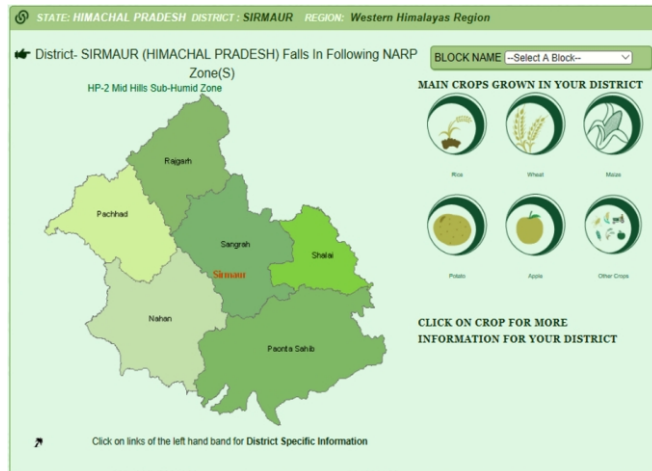 STATE: HIMACHAL PRADESH DISTRICT: SIRMAUR REGION: Western Himalayas Region
District- SIRMAUR (HIMACHAL PRADESH) Falls In Following NARP
Zone(S)
HP-2 Mid Hills Sub-Humid Zone
Rajgarh
Pachhad
Sangrah
Shalai
Sirmaur
Nahan
Paonta Sahib
Click on links of the left hand band for District Specific Information
BLOCK NAME --Select A Block--
MAIN CROPS GROWN IN YOUR DISTRICT
Rice Wheat Maize
Potato Apple Other Crops
CLICK ON CROP FOR MORE
INFORMATION FOR YOUR DISTRICT